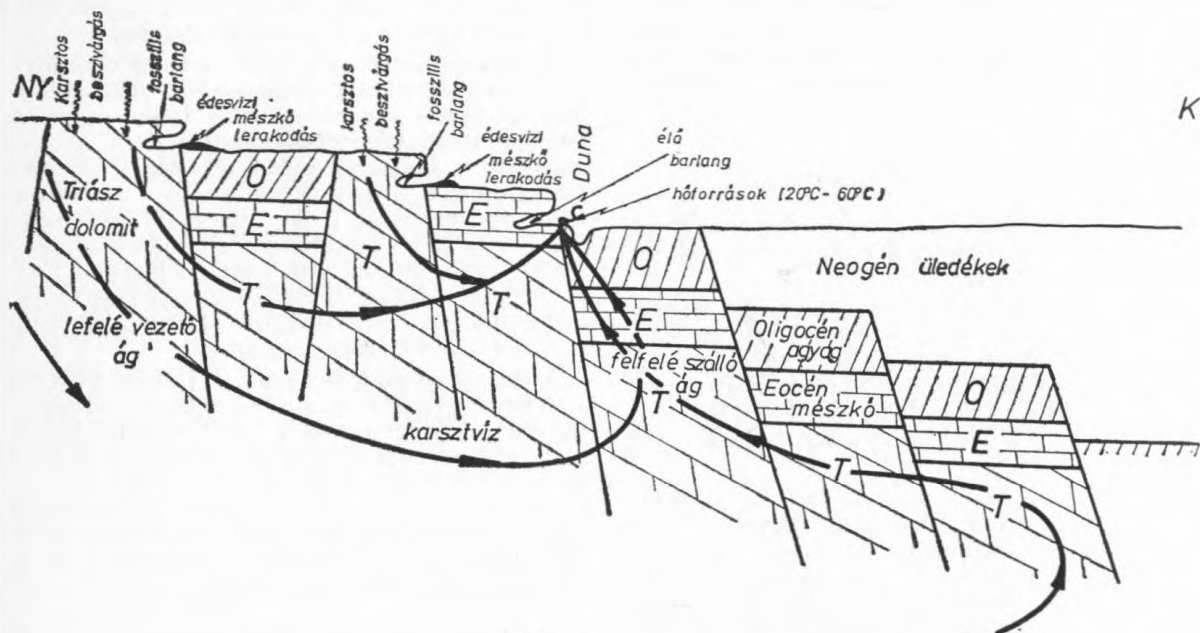 NY
Karsztos
beszivárgás
fosszilis
barlang
édesvízi
mészkő
lerakodás
karsztos
beszivárgás
fosszilis
barlang
édesvízi
mészkő
lerakodás
Duna
élő
barlang
hőforrások (20°C - 60°C)
K
Triász
dolomit
O
E
T
T
E
T
O
E
Neogén üledékek
Oligocén
agyag
Eocén
mészkő
O
E
lefelé vezető
ág
felfelé szálló
ág
T
karsztvíz
T
T